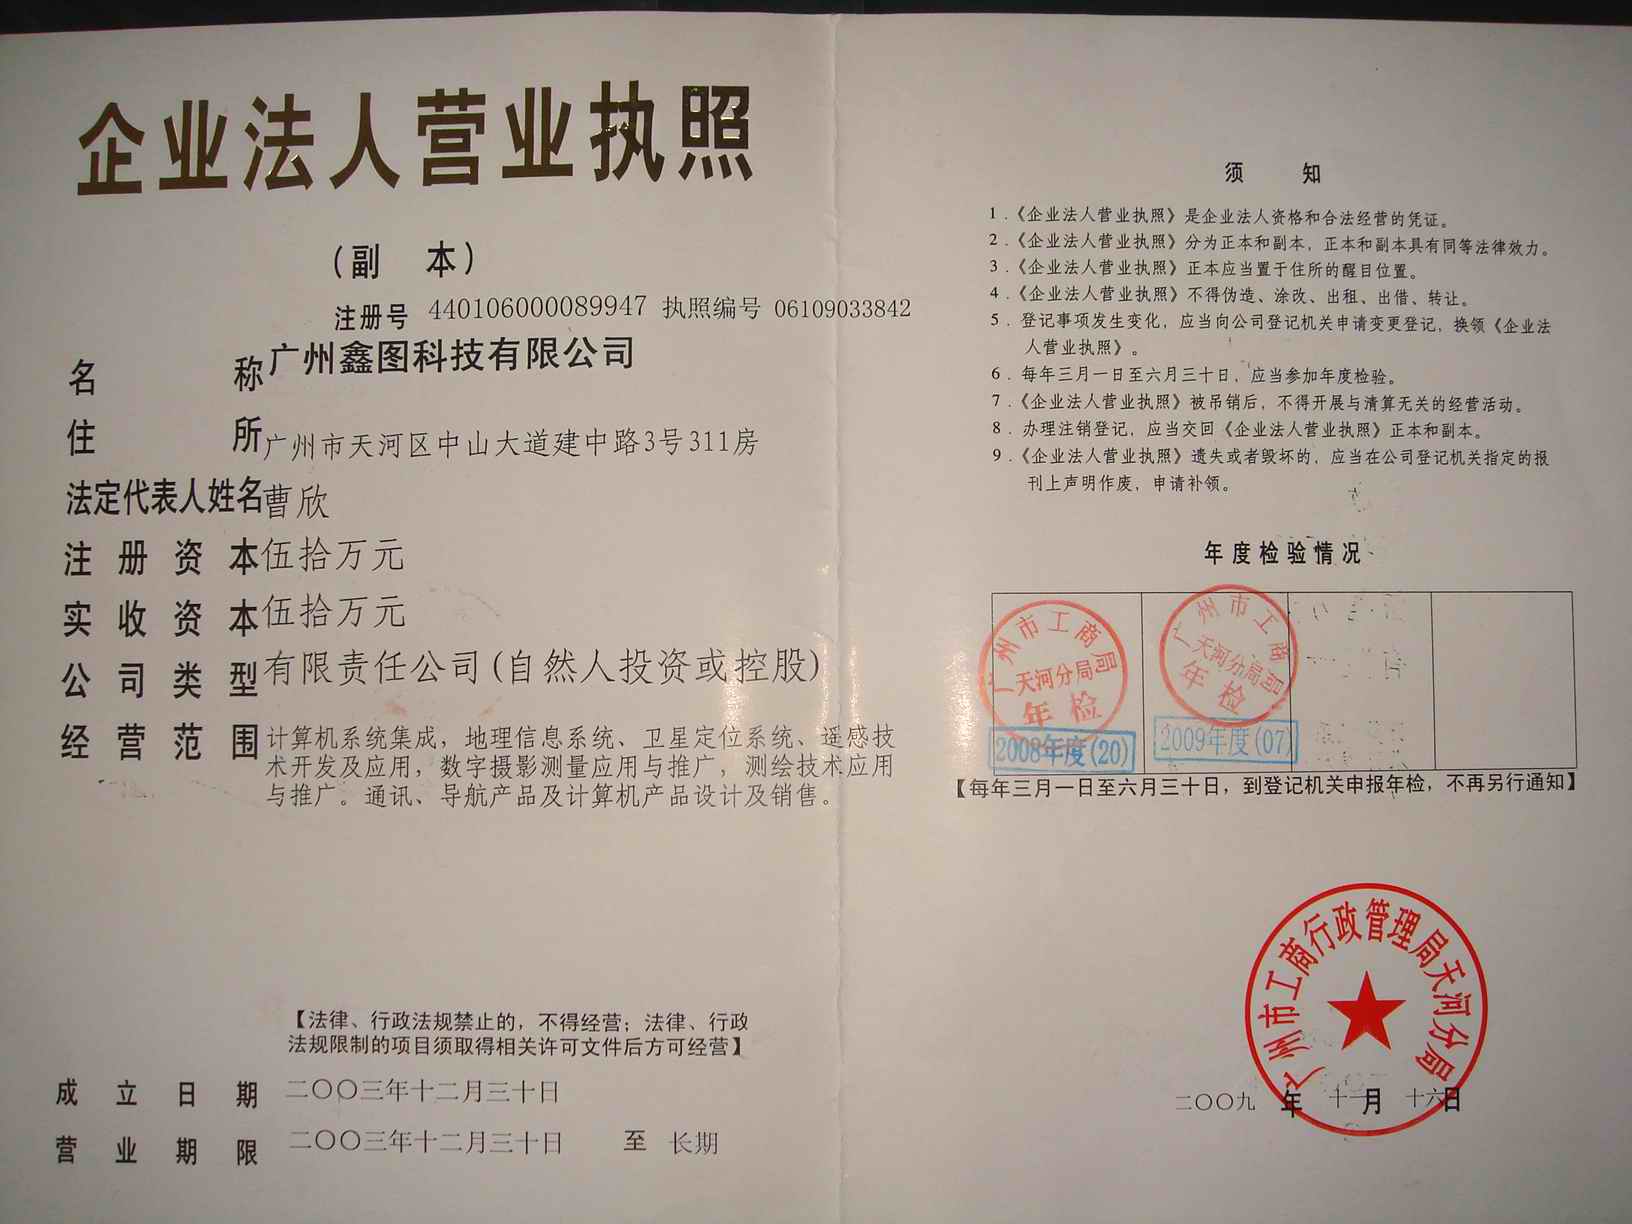 企业法人营业执照
（副 本）
注册号 440106000089947 执照编号 06109033842
名 称 广州鑫图科技有限公司
住 所 广州市天河区中山大道建中路3号311房
法定代表人姓名 曹欣
注册资本 伍拾万元
实收资本 伍拾万元
公司类型 有限责任公司(自然人投资或控股)
经营范围 计算机系统集成，地理信息系统、卫星定位系统、遥感技
术开发及应用，数字摄影测量应用与推广，测绘技术应用
与推广。通讯、导航产品及计算机产品设计及销售。
【法律、行政法规禁止的，不得经营；法律、行政
法规限制的项目须取得相关许可文件后方可经营】
成立日期 二〇〇三年十二月三十日
营业期限 二〇〇三年十二月三十日 至 长期
须 知
1．《企业法人营业执照》是企业法人资格和合法经营的凭证。
2．《企业法人营业执照》分为正本和副本，正本和副本具有同等法律效力。
3．《企业法人营业执照》正本应当置于住所的醒目位置。
4．《企业法人营业执照》不得伪造、涂改、出租、出借、转让。
5．登记事项发生变化，应当向公司登记机关申请变更登记，换领《企业法
人营业执照》。
6．每年三月一日至六月三十日，应当参加年度检验。
7．《企业法人营业执照》被吊销后，不得开展与清算无关的经营活动。
8．办理注销登记，应当交回《企业法人营业执照》正本和副本。
9．《企业法人营业执照》遗失或者毁坏的，应当在公司登记机关指定的报
刊上声明作废，申请补领。
年度检验情况
广州市工商局
天河分局
年检
2008年度(20)
广州市工商局
天河分局
年检
2009年度(07)
【每年三月一日至六月三十日，到登记机关申报年检，不再另行通知】
广州市工商行政管理局天河分局
二〇〇九 年 十一月 十六日